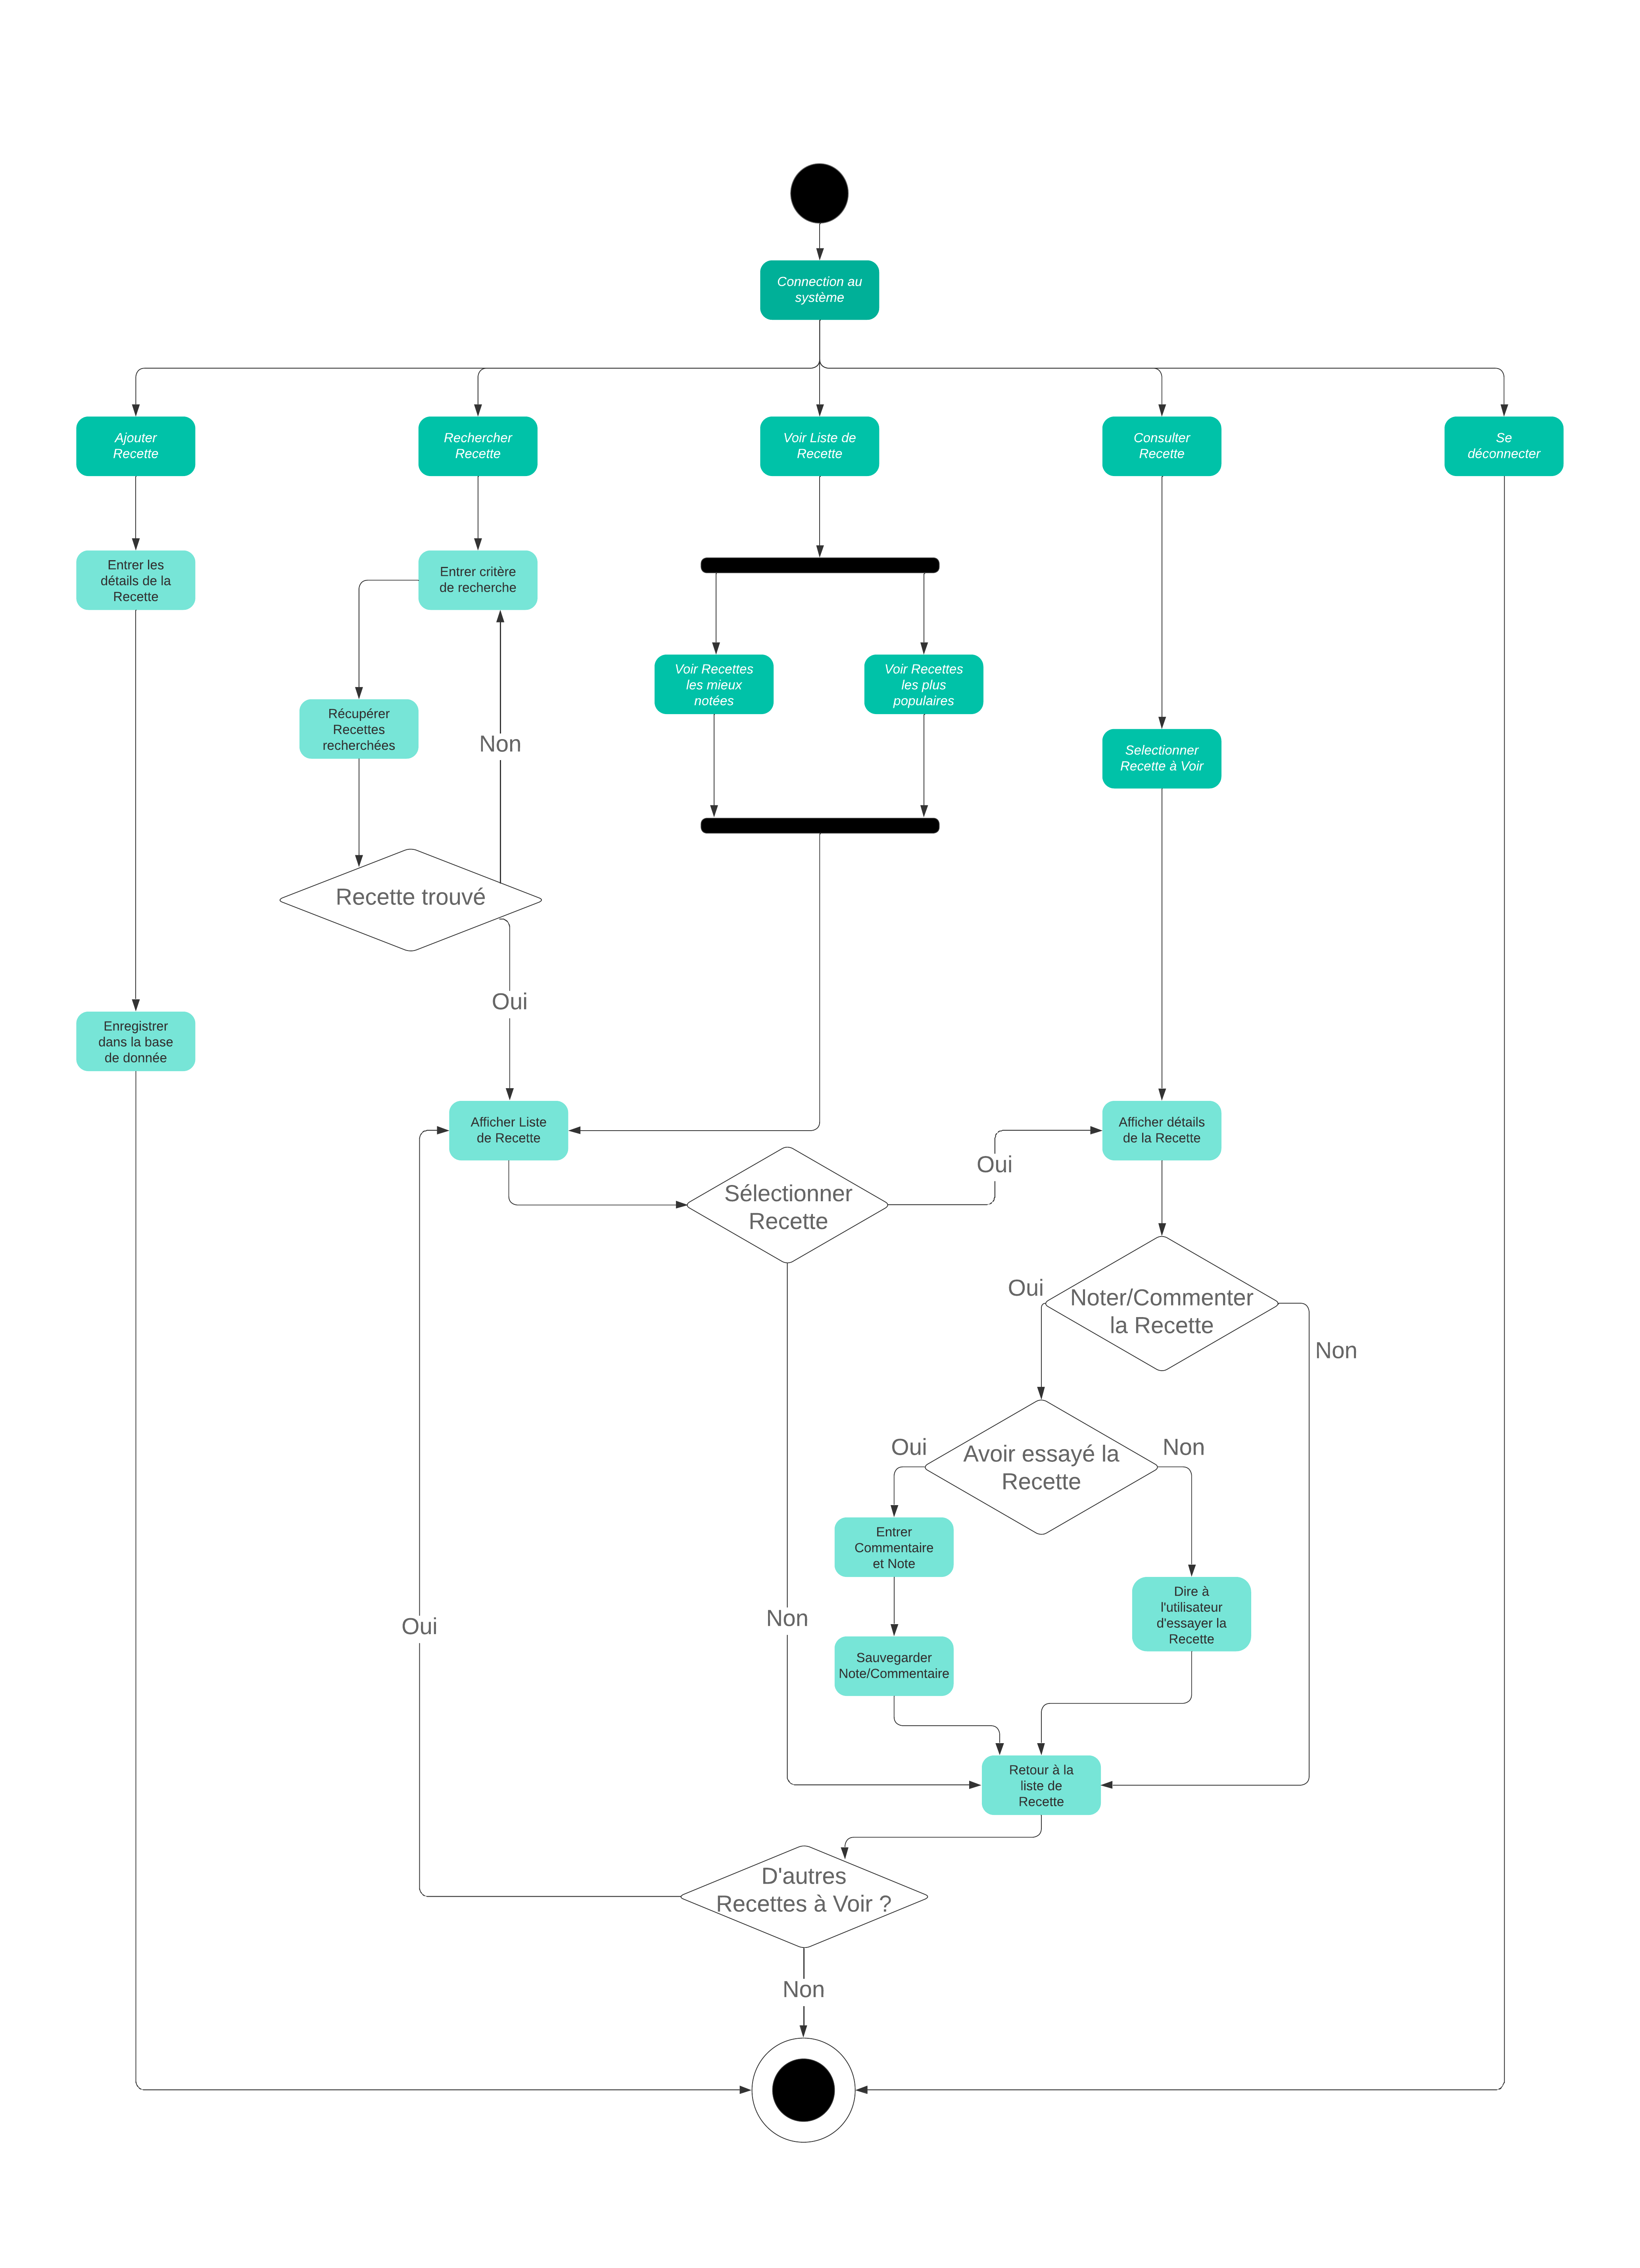 Connection au
système
Ajouter
Recette
Rechercher
Recette
Voir Liste de
Recette
Consulter
Recette
Se
déconnecter
Entrer les
détails de la
Recette
Entrer critère
de recherche
Voir Recettes
les mieux
notées
Voir Recettes
les plus
populaires
Récupérer
Recettes
recherchées
Non
Selectionner
Recette à Voir
Recette trouvé
Oui
Enregistrer
dans la base
de donnée
Afficher Liste
de Recette
Afficher détails
de la Recette
Oui
Sélectionner
Recette
Oui
Noter/Commenter
la Recette
Non
Oui
Avoir essayé la
Recette
Non
Entrer
Commentaire
et Note
Dire à
l'utilisateur
d'essayer la
Recette
Oui
Non
Sauvegarder
Note/Commentaire
Retour à la
liste de
Recette
D'autres
Recettes à Voir ?
Non